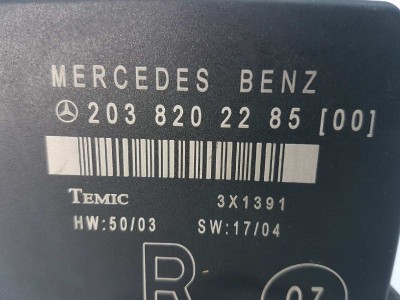 MERCEDES BENZ
203 820 22 85 [00]
TEMIC 3X1391
HW:50/03 SW:17/04
R 07